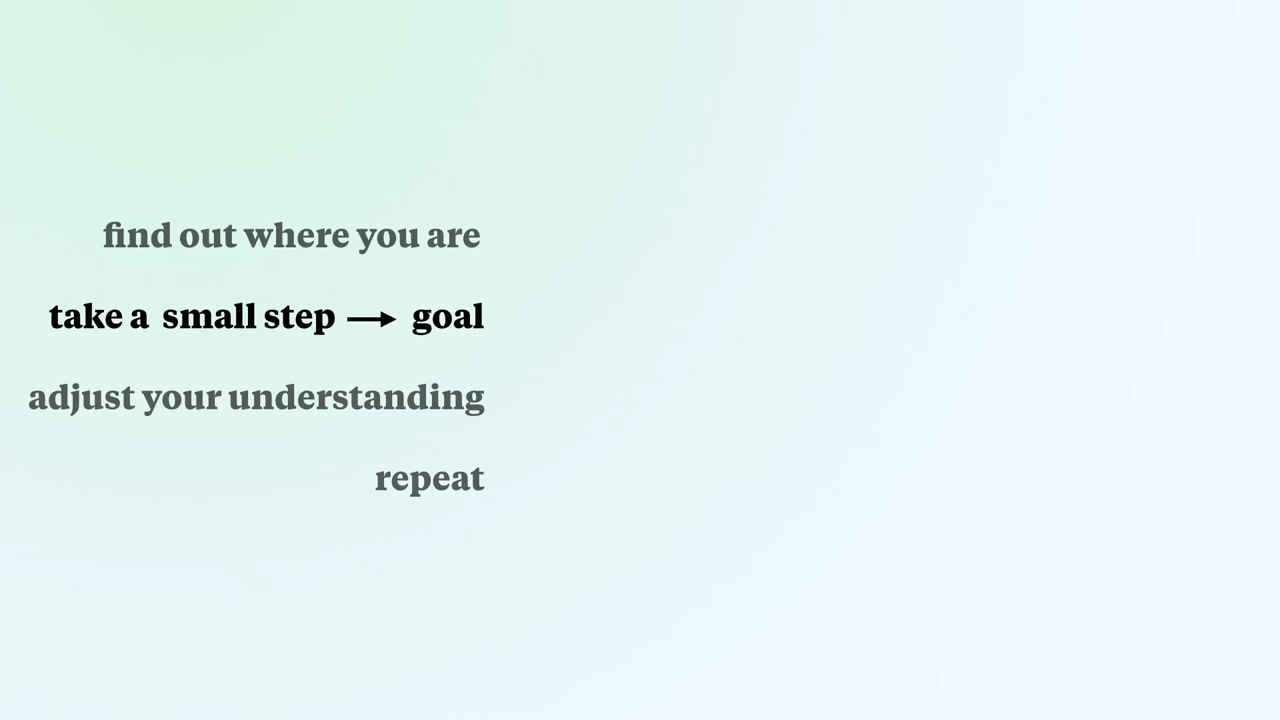 find out where you are
take a small step → goal
adjust your understanding
repeat